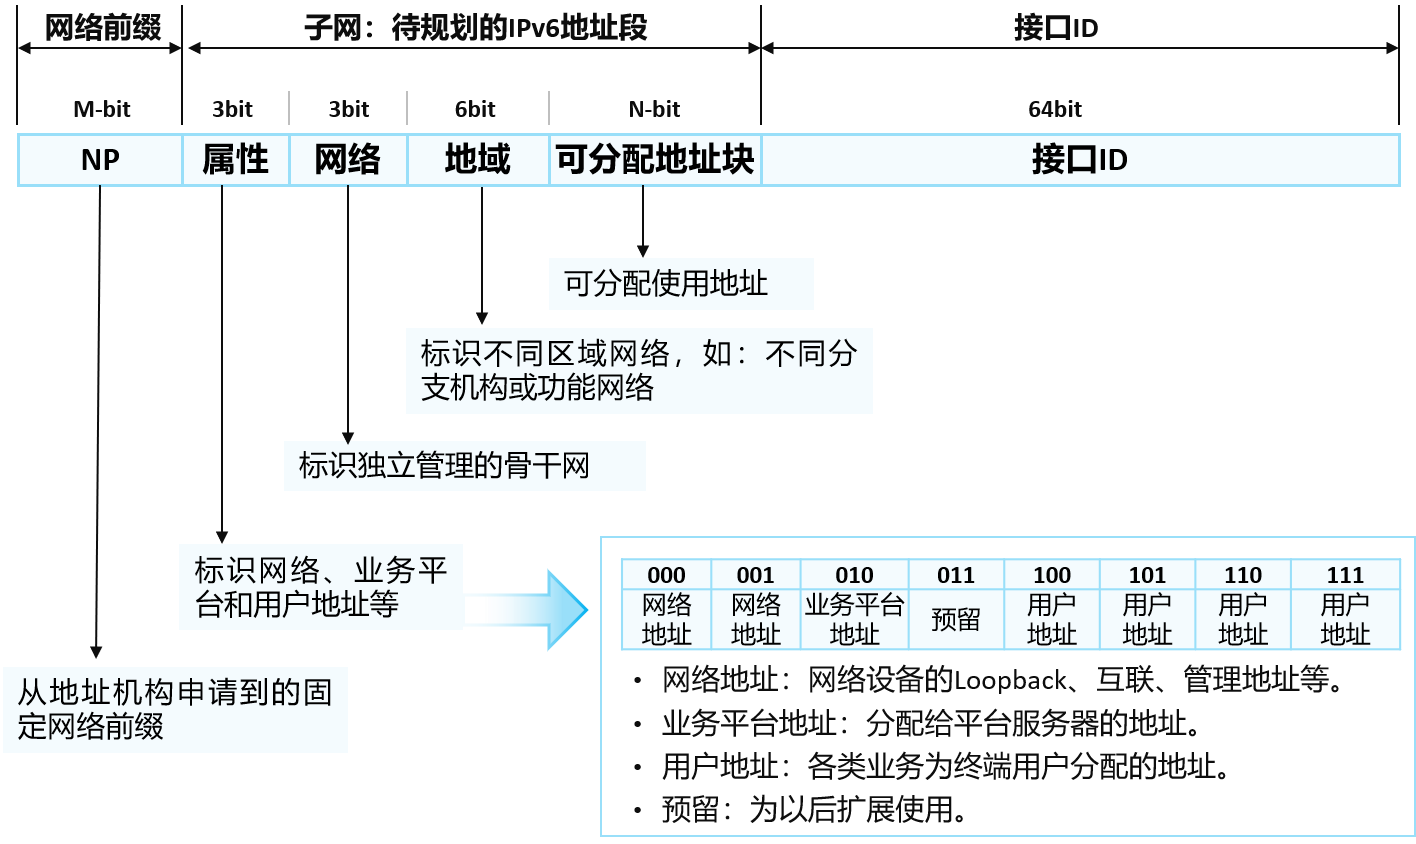 网络前缀
子网：待规划的IPv6地址段
接口ID
M-bit
3bit
3bit
6bit
N-bit
64bit
NP
属性
网络
地域
可分配地址块
接口ID
可分配使用地址
标识不同区域网络，如：不同分
支机构或功能网络
标识独立管理的骨干网
标识网络、业务平
台和用户地址等
从地址机构申请到的固
定网络前缀
000
001
010
011
100
101
110
111
网络
地址
网络
地址
业务平台
地址
预留
用户
地址
用户
地址
用户
地址
用户
地址
• 网络地址：网络设备的Loopback、互联、管理地址等。
• 业务平台地址：分配给平台服务器的地址。
• 用户地址：各类业务为终端用户分配的地址。
• 预留：为以后扩展使用。